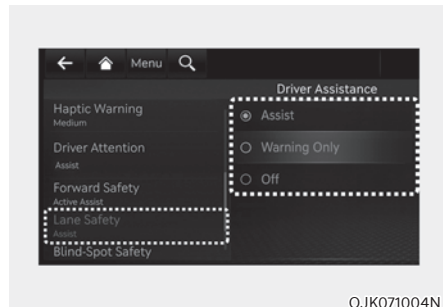 Menu
Driver Assistance
Haptic Warning
Medium
Driver Attention
Assist
Forward Safety
Active Assist
Lane Safety
Assist
Blind-Spot Safety
Assist
Warning Only
Off
OJK071004N